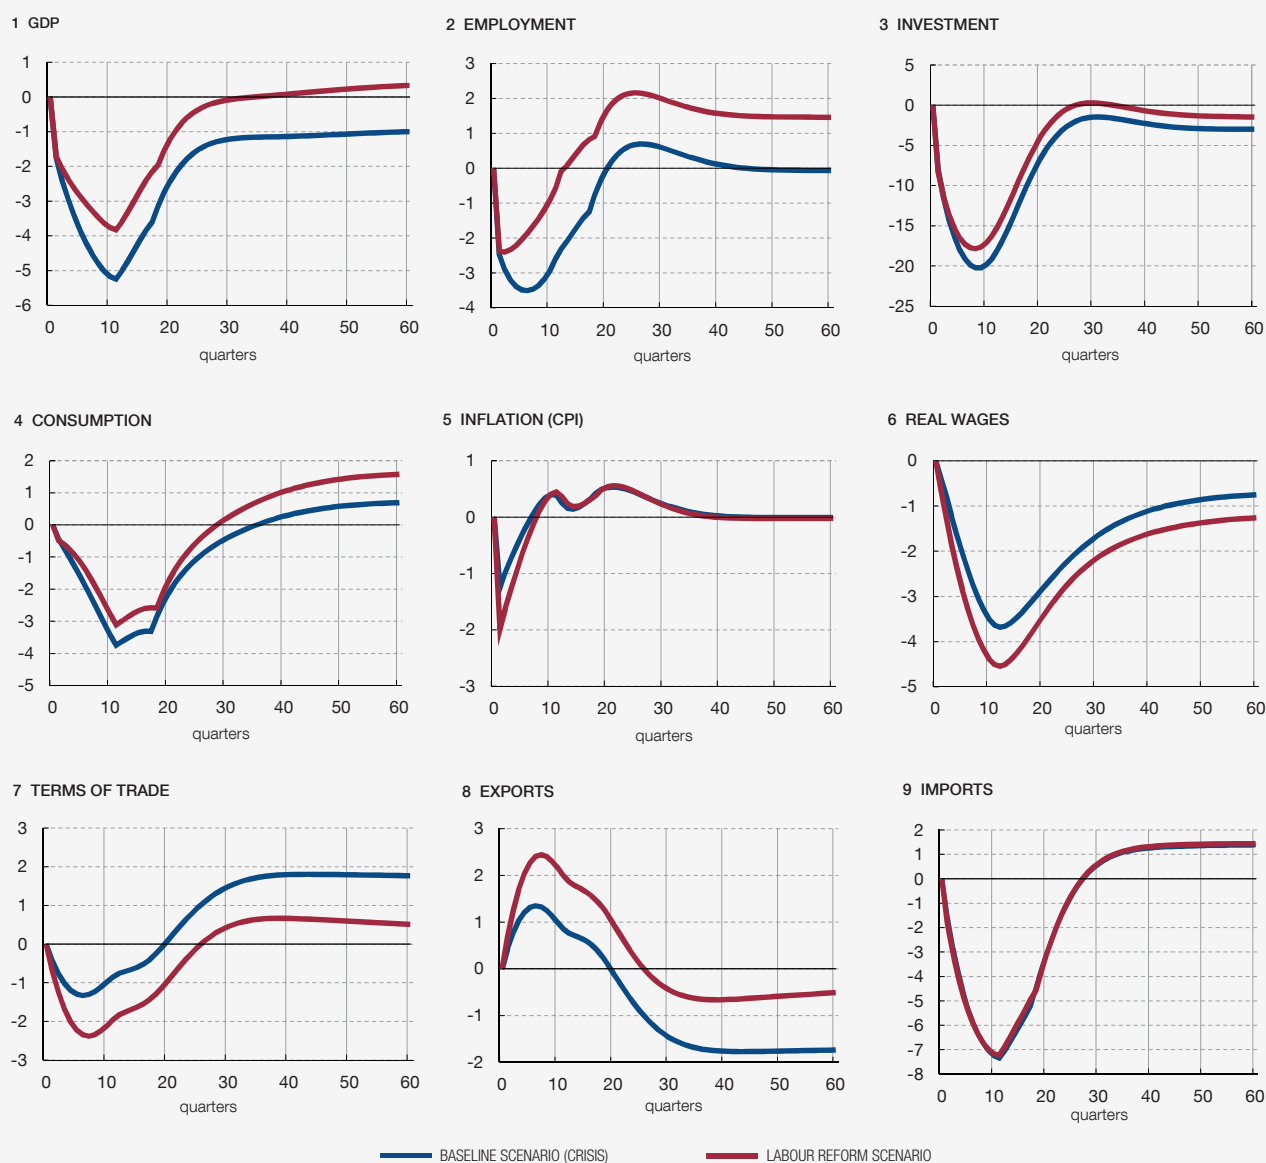 1 GDP
1
0
-1
-2
-3
-4
-5
-6
0 10 20 30 40 50 60
quarters
2 EMPLOYMENT
3
2
1
0
-1
-2
-3
-4
0 10 20 30 40 50 60
quarters
3 INVESTMENT
5
0
-5
-10
-15
-20
-25
0 10 20 30 40 50 60
quarters
4 CONSUMPTION
2
1
0
-1
-2
-3
-4
-5
0 10 20 30 40 50 60
quarters
5 INFLATION (CPI)
1
0
-1
-2
-3
0 10 20 30 40 50 60
quarters
6 REAL WAGES
0
-1
-2
-3
-4
-5
0 10 20 30 40 50 60
quarters
7 TERMS OF TRADE
3
2
1
0
-1
-2
-3
0 10 20 30 40 50 60
quarters
8 EXPORTS
3
2
1
0
-1
-2
0 10 20 30 40 50 60
quarters
9 IMPORTS
2
1
0
-1
-2
-3
-4
-5
-6
-7
-8
0 10 20 30 40 50 60
quarters
BASELINE SCENARIO (CRISIS)
LABOUR REFORM SCENARIO